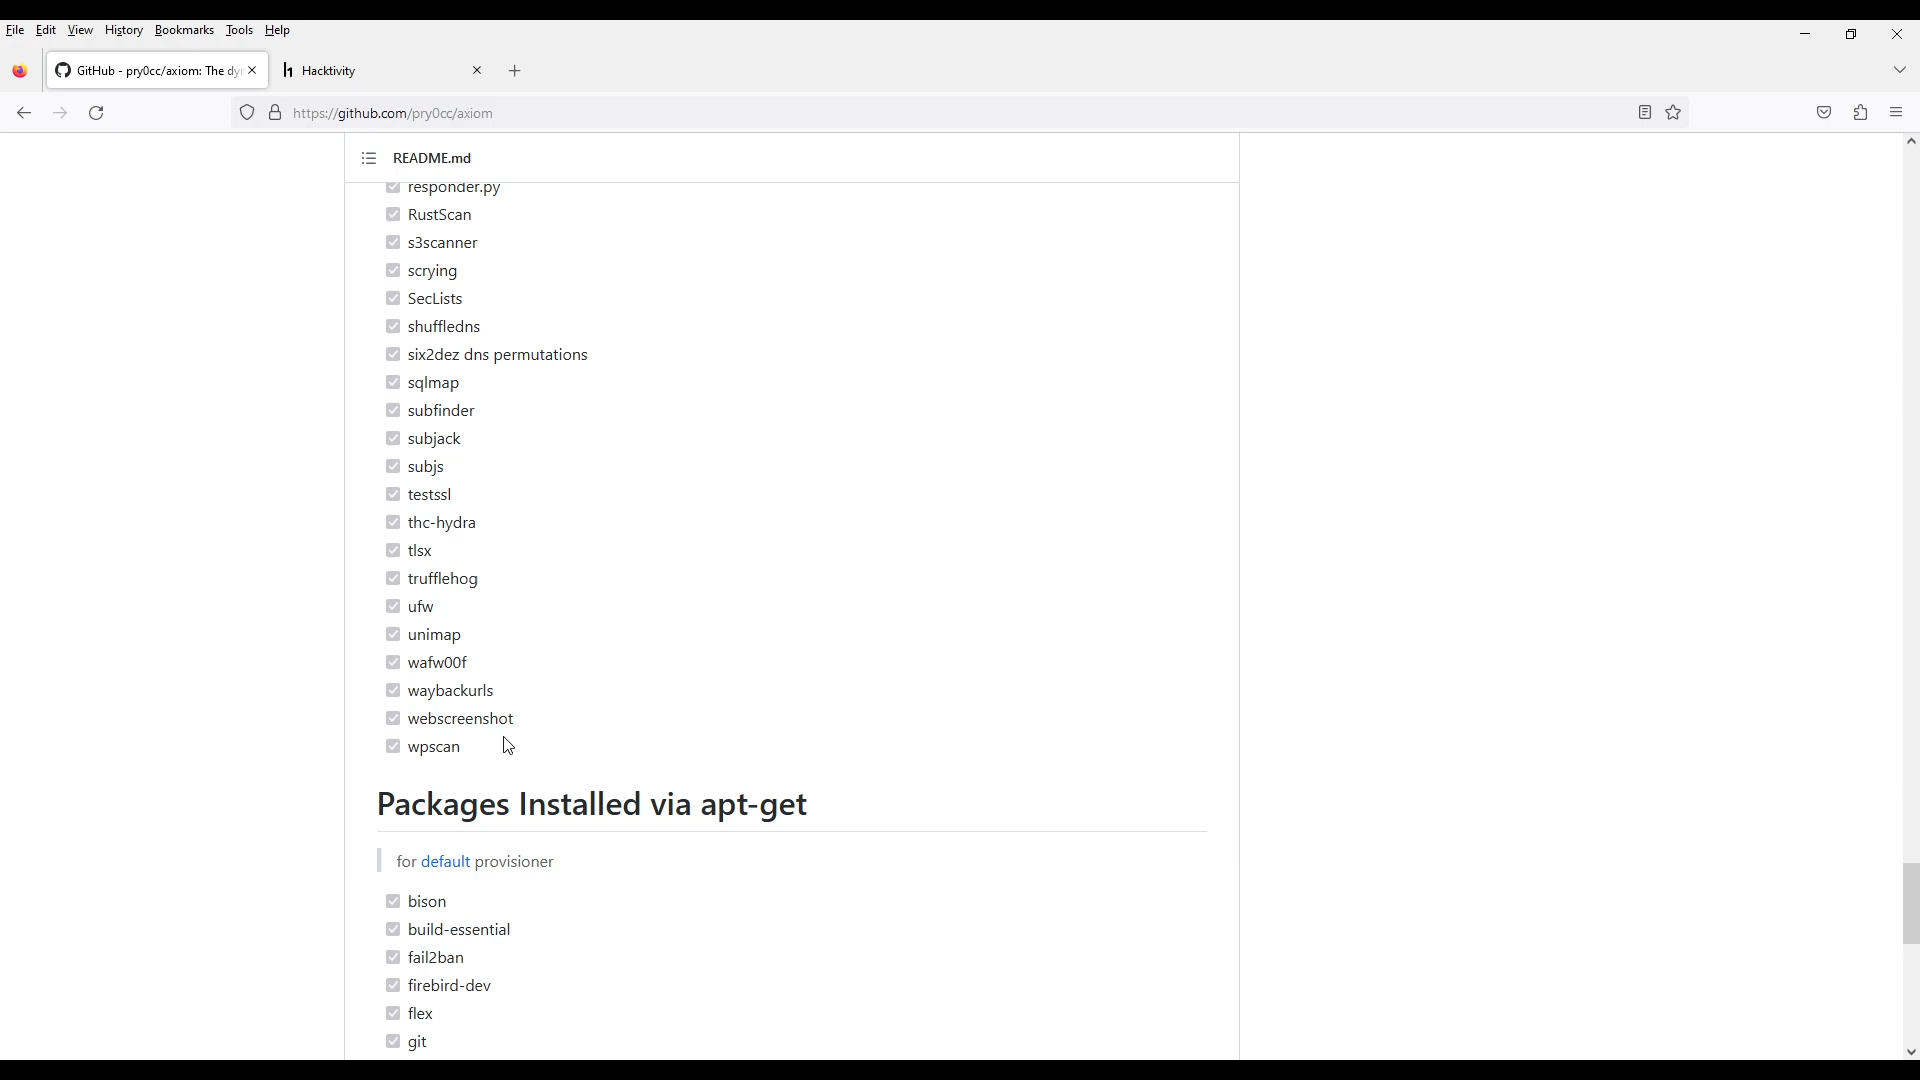 File Edit View History Bookmarks Tools Help
GitHub - pry0cc/axiom: The dyn
Hacktivity
https://github.com/pry0cc/axiom
README.md
responder.py
RustScan
s3scanner
scrying
SecLists
shuffledns
six2dez dns permutations
sqlmap
subfinder
subjack
subjs
testssl
thc-hydra
tlsx
trufflehog
ufw
unimap
wafw00f
waybackurls
webscreenshot
wpscan
Packages Installed via apt-get
for default provisioner
bison
build-essential
fail2ban
firebird-dev
flex
git